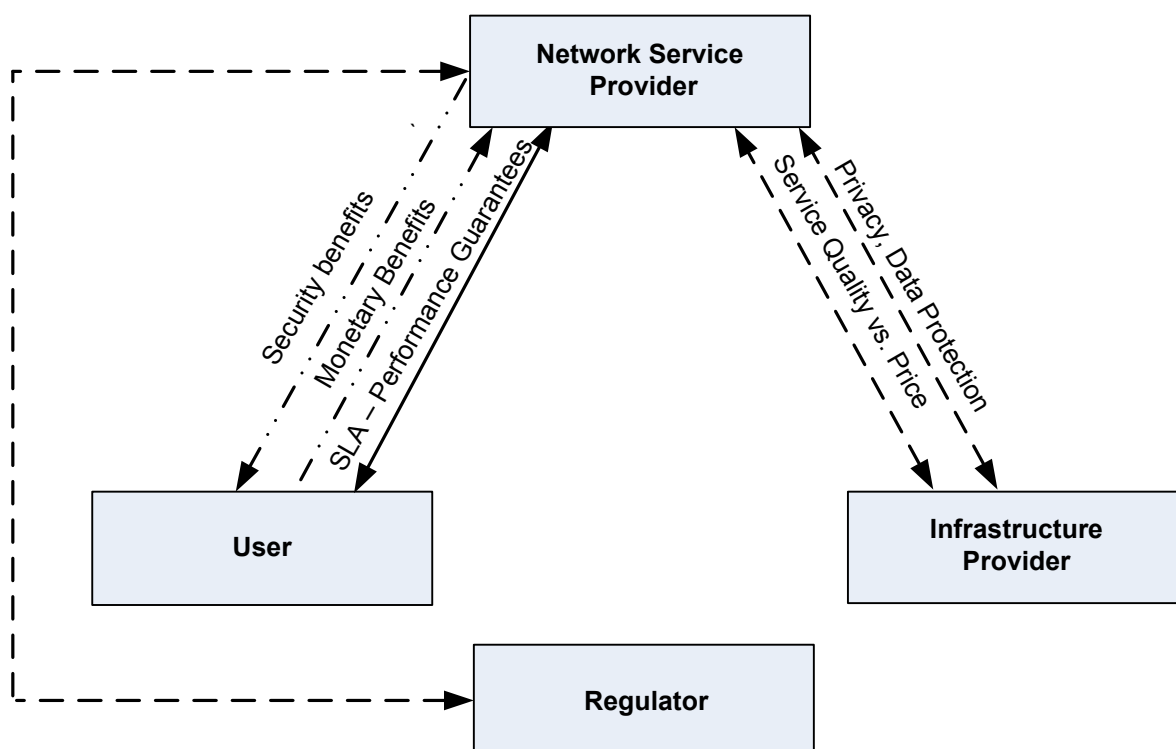 Network Service
Provider
Security benefits
Monetary Benefits
SLA – Performance Guarantees
Service Quality vs. Price
Privacy, Data Protection
User
Infrastructure
Provider
Regulator